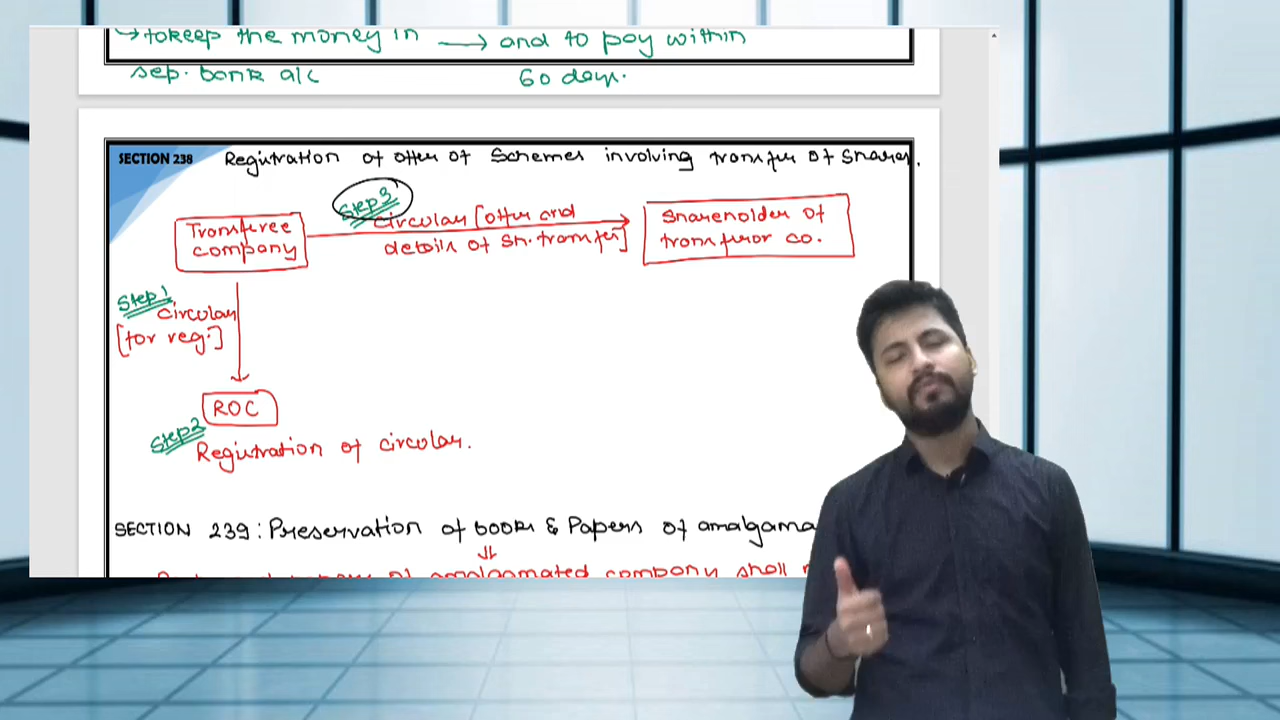 → to keep the money in → and to pay within
sep. bank a/c 60 days.
SECTION 238 Registration of offer of Schemes involving transfer of shares.
Step 3
Transferee company
circular [offer and details of sh. transfer]
Shareholder of transferor co.
Step 1
circular
[for reg.]
ROC
Step 2
Registration of circular.
SECTION 239: Preservation of books & Papers of amalgama
amalgamated company shall